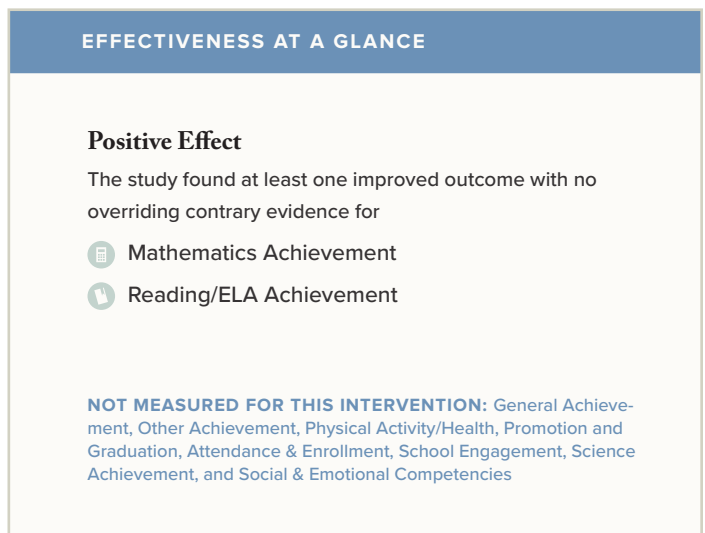 EFFECTIVENESS AT A GLANCE
Positive Effect
The study found at least one improved outcome with no
overriding contrary evidence for
Mathematics Achievement
Reading/ELA Achievement
NOT MEASURED FOR THIS INTERVENTION: General Achieve-
ment, Other Achievement, Physical Activity/Health, Promotion and
Graduation, Attendance & Enrollment, School Engagement, Science
Achievement, and Social & Emotional Competencies